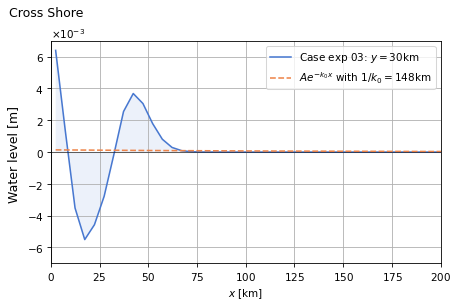 Cross Shore
×10⁻³
Case exp 03: y = 30km
Ae^{−k₀x} with 1/k₀ = 148km
6
4
2
0
−2
−4
−6
Water level [m]
0 25 50 75 100 125 150 175 200
x [km]